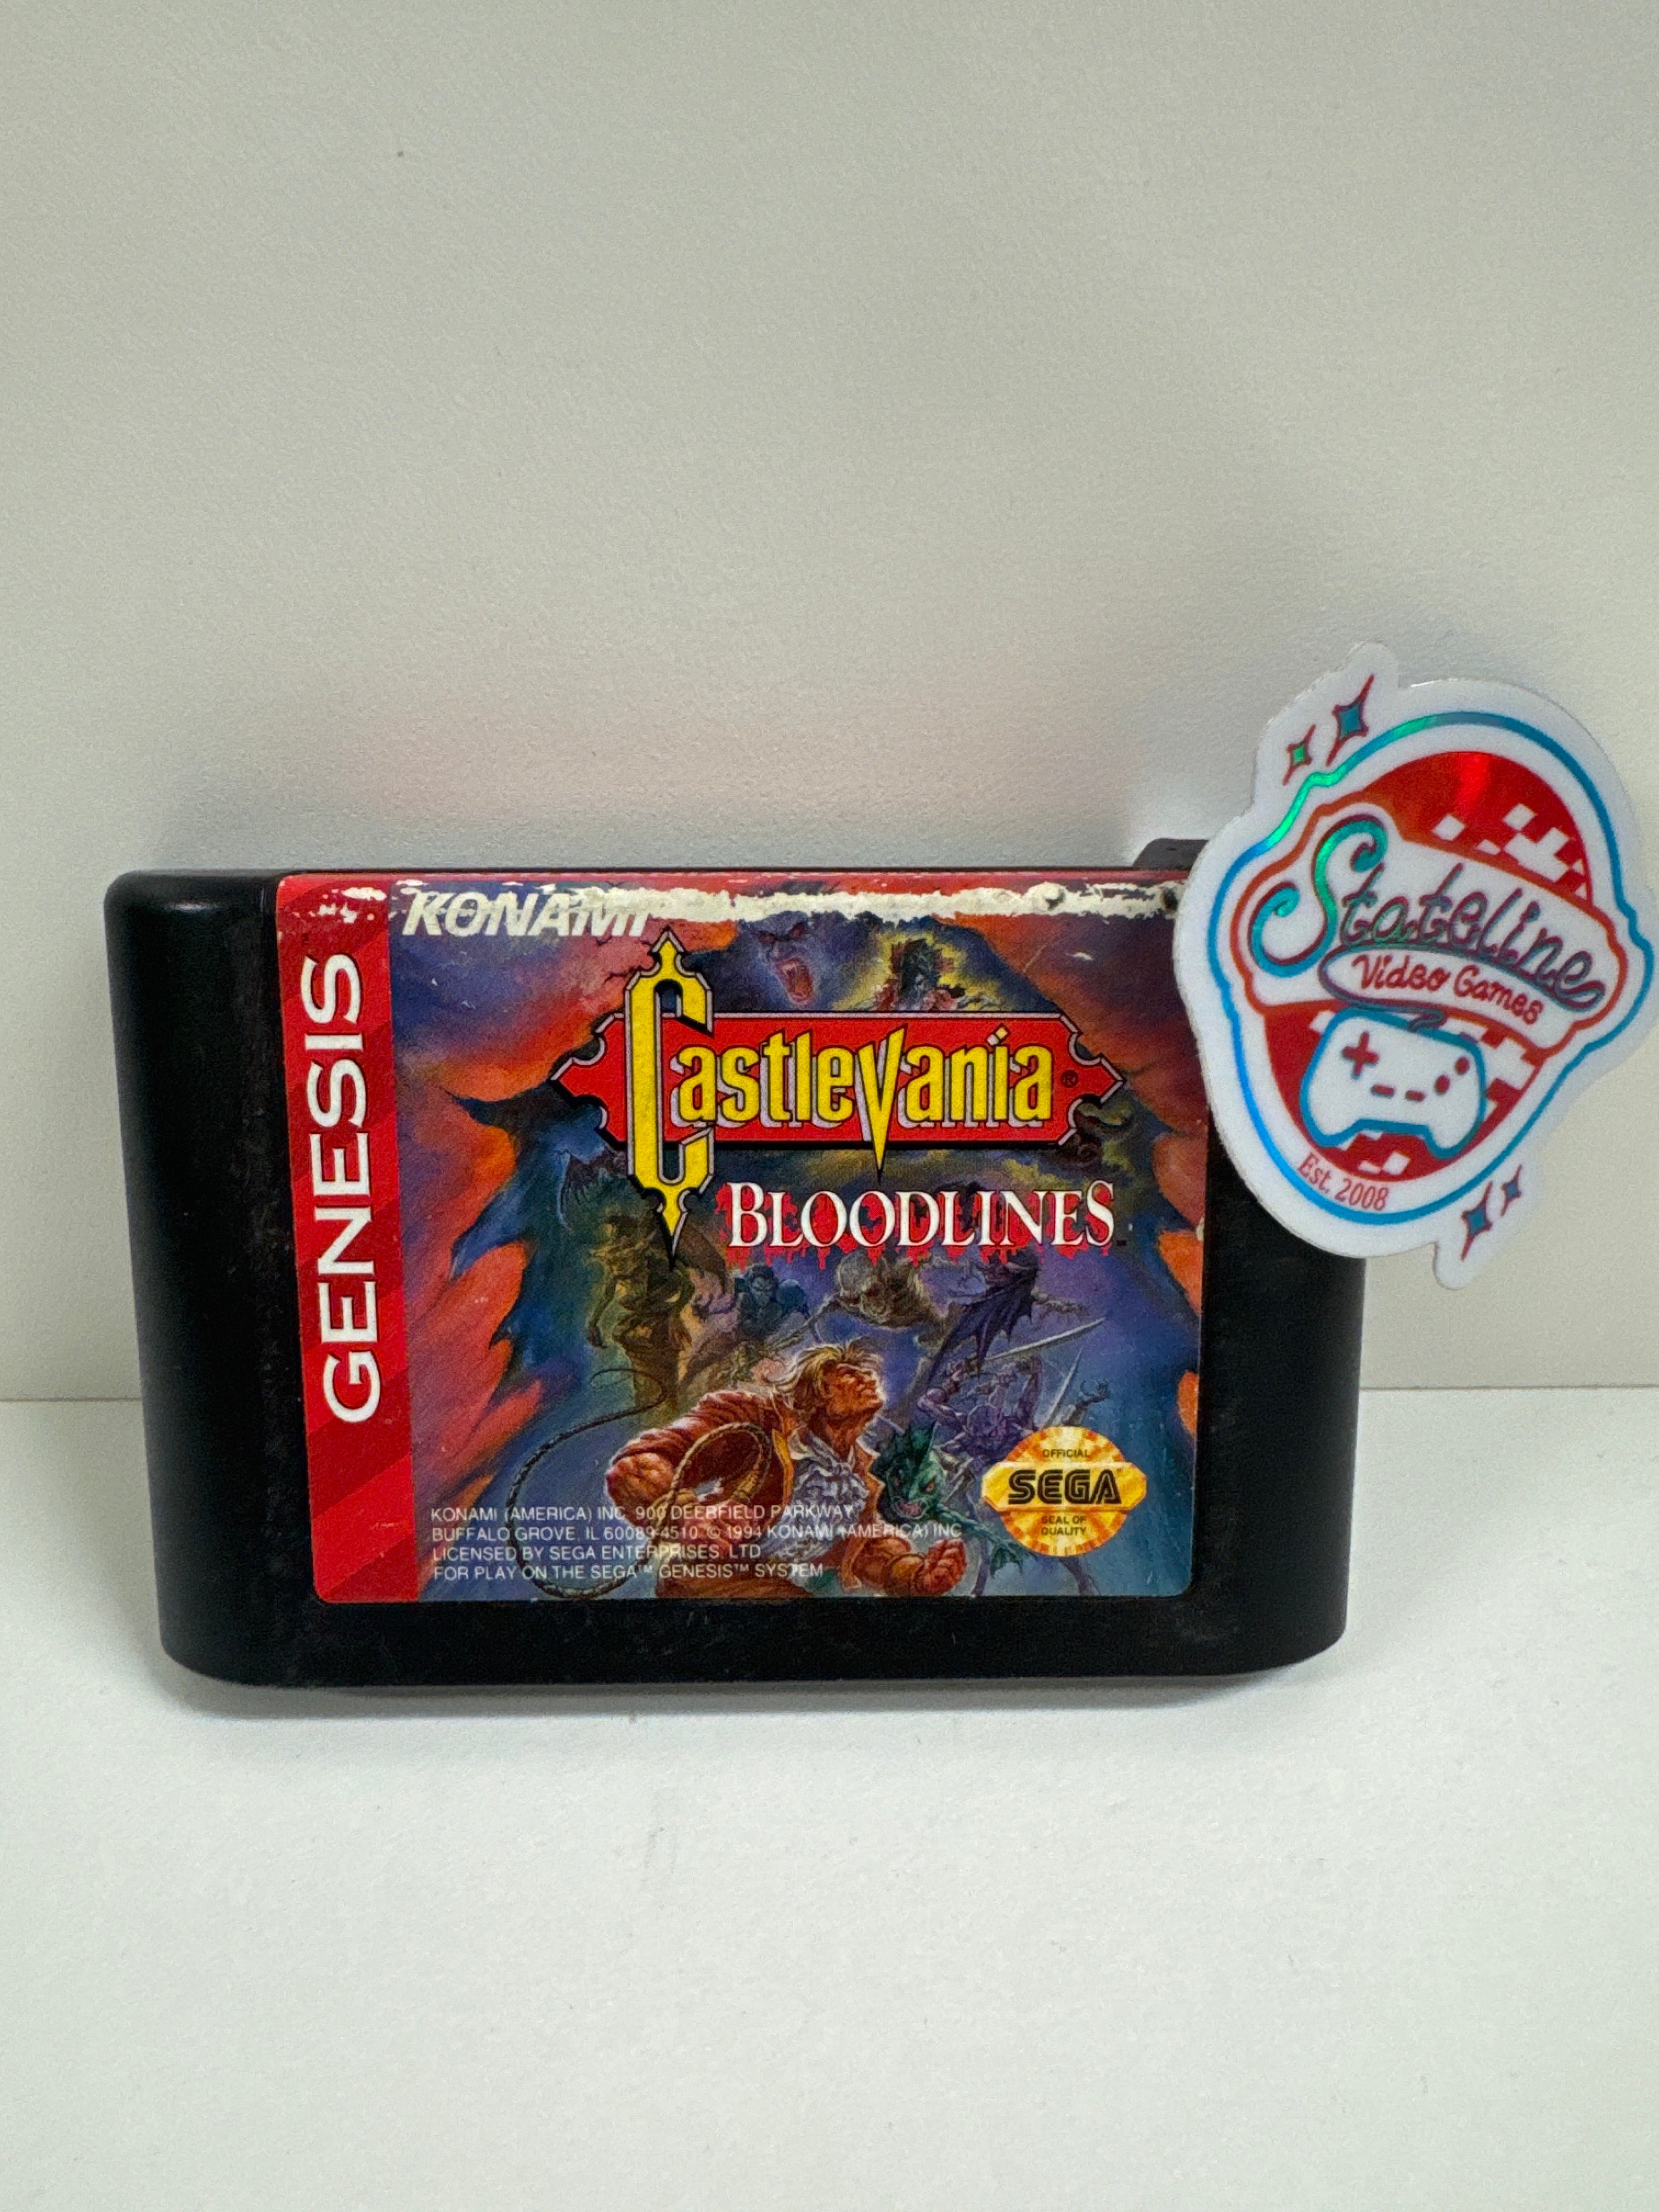 KONAMI
GENESIS
Castlevania®
BLOODLINES™
KONAMI (AMERICA) INC. 900 DEERFIELD PARKWAY
BUFFALO GROVE, IL 60089-4510 © 1994 KONAMI (AMERICA) INC.
LICENSED BY SEGA ENTERPRISES, LTD
FOR PLAY ON THE SEGA™ GENESIS™ SYSTEM
OFFICIAL
SEGA
SEAL OF
QUALITY
Stateline
Video Games
Est. 2008